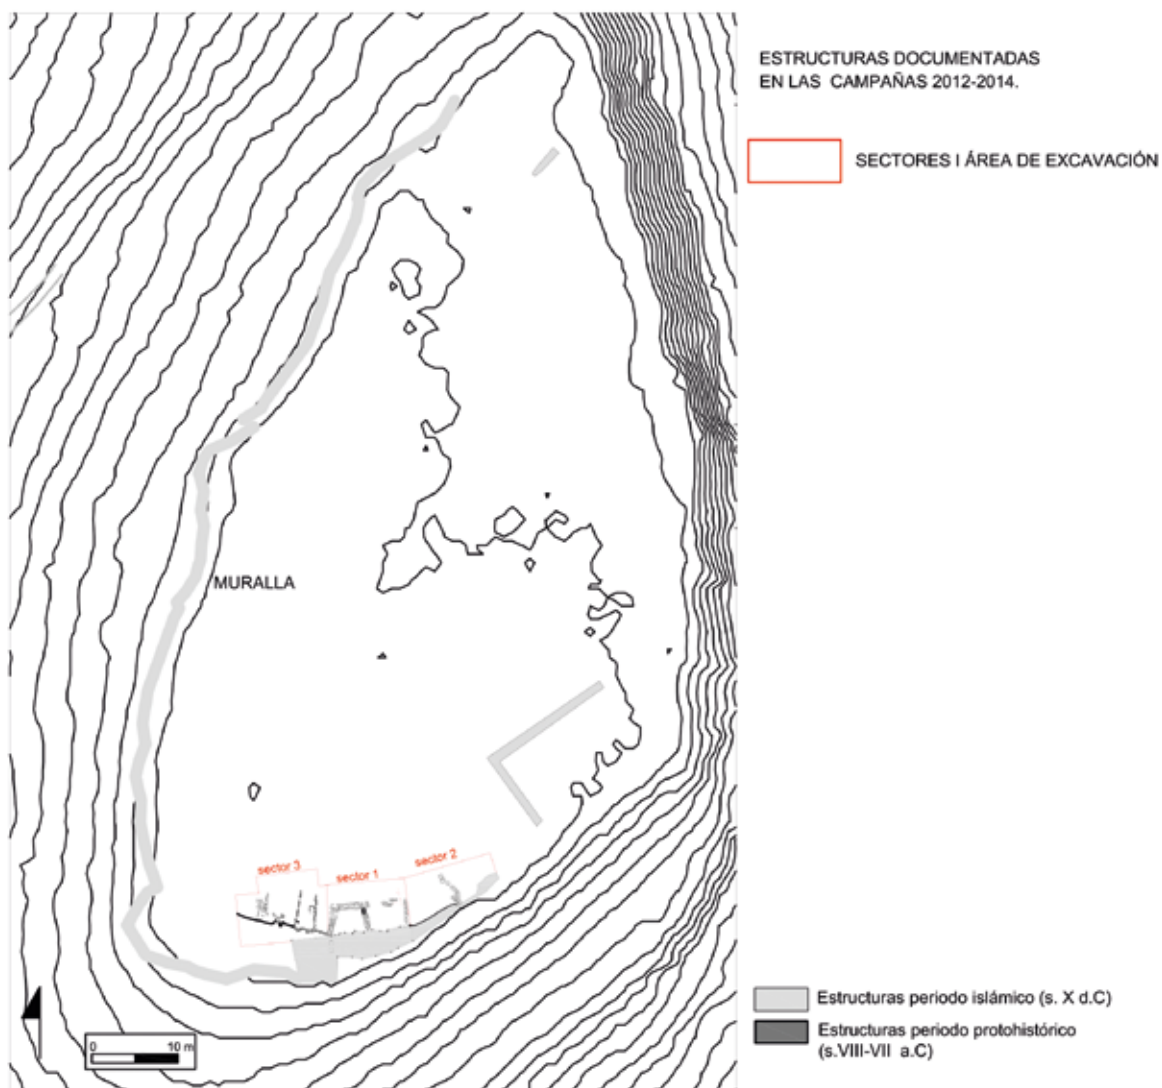 ESTRUCTURAS DOCUMENTADAS
EN LAS CAMPAÑAS 2012-2014.
SECTORES I ÁREA DE EXCAVACIÓN
MURALLA
sector 3
sector 1
sector 2
0
10 m
Estructuras periodo islámico (s. X d.C)
Estructuras periodo protohistórico
(s.VIII-VII a.C)